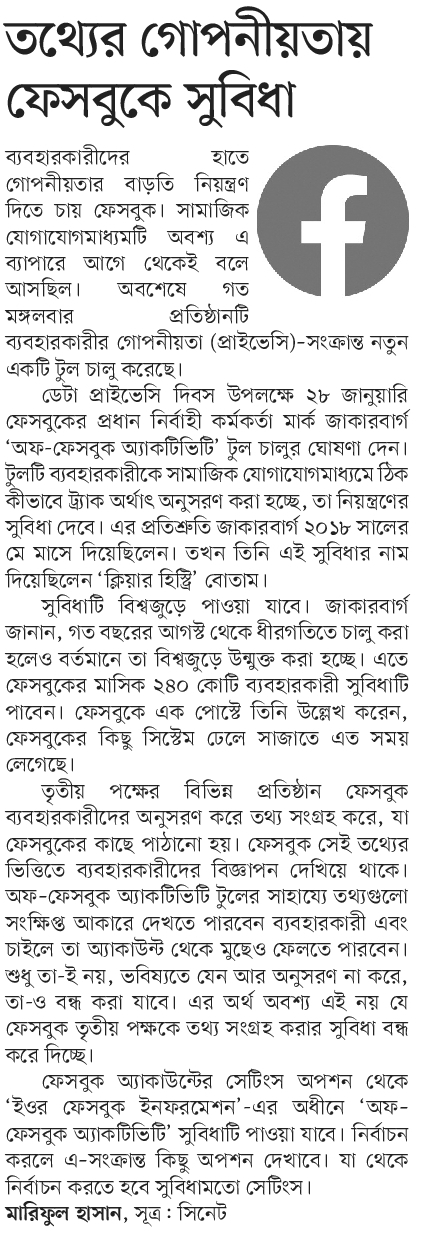 তথ্যের গোপনীয়তায়
ফেসবুকে সুবিধা
ব্যবহারকারীদের হাতে
গোপনীয়তার বাড়তি নিয়ন্ত্রণ
দিতে চায় ফেসবুক। সামাজিক
যোগাযোগমাধ্যমটি অবশ্য এ
ব্যাপারে আগে থেকেই বলে
আসছিল। অবশেষে গত
মঙ্গলবার প্রতিষ্ঠানটি
ব্যবহারকারীর গোপনীয়তা (প্রাইভেসি)-সংক্রান্ত নতুন
একটি টুল চালু করেছে।
ডেটা প্রাইভেসি দিবস উপলক্ষে ২৮ জানুয়ারি
ফেসবুকের প্রধান নির্বাহী কর্মকর্তা মার্ক জাকারবার্গ
‘অফ-ফেসবুক অ্যাকটিভিটি’ টুল চালুর ঘোষণা দেন।
টুলটি ব্যবহারকারীকে সামাজিক যোগাযোগমাধ্যমে ঠিক
কীভাবে ট্র্যাক অর্থাৎ অনুসরণ করা হচ্ছে, তা নিয়ন্ত্রণের
সুবিধা দেবে। এর প্রতিশ্রুতি জাকারবার্গ ২০১৮ সালের
মে মাসে দিয়েছিলেন। তখন তিনি এই সুবিধার নাম
দিয়েছিলেন ‘ক্লিয়ার হিস্ট্রি’ বোতাম।
সুবিধাটি বিশ্বজুড়ে পাওয়া যাবে। জাকারবার্গ
জানান, গত বছরের আগস্ট থেকে ধীরগতিতে চালু করা
হলেও বর্তমানে তা বিশ্বজুড়ে উন্মুক্ত করা হচ্ছে। এতে
ফেসবুকের মাসিক ২৪০ কোটি ব্যবহারকারী সুবিধাটি
পাবেন। ফেসবুকে এক পোস্টে তিনি উল্লেখ করেন,
ফেসবুকের কিছু সিস্টেম ঢেলে সাজাতে এত সময়
লেগেছে।
তৃতীয় পক্ষের বিভিন্ন প্রতিষ্ঠান ফেসবুক
ব্যবহারকারীদের অনুসরণ করে তথ্য সংগ্রহ করে, যা
ফেসবুকের কাছে পাঠানো হয়। ফেসবুক সেই তথ্যের
ভিত্তিতে ব্যবহারকারীদের বিজ্ঞাপন দেখিয়ে থাকে।
অফ-ফেসবুক অ্যাকটিভিটি টুলের সাহায্যে তথ্যগুলো
সংক্ষিপ্ত আকারে দেখতে পারবেন ব্যবহারকারী এবং
চাইলে তা অ্যাকাউন্ট থেকে মুছেও ফেলতে পারবেন।
শুধু তা-ই নয়, ভবিষ্যতে যেন আর অনুসরণ না করে,
তা-ও বন্ধ করা যাবে। এর অর্থ অবশ্য এই নয় যে
ফেসবুক তৃতীয় পক্ষকে তথ্য সংগ্রহ করার সুবিধা বন্ধ
করে দিচ্ছে।
ফেসবুক অ্যাকাউন্টের সেটিংস অপশন থেকে
‘ইওর ফেসবুক ইনফরমেশন’-এর অধীনে ‘অফ-
ফেসবুক অ্যাকটিভিটি’ সুবিধাটি পাওয়া যাবে। নির্বাচন
করলে এ-সংক্রান্ত কিছু অপশন দেখাবে। যা থেকে
নির্বাচন করতে হবে সুবিধামতো সেটিংস।
মারিফুল হাসান, সূত্র : সিনেট